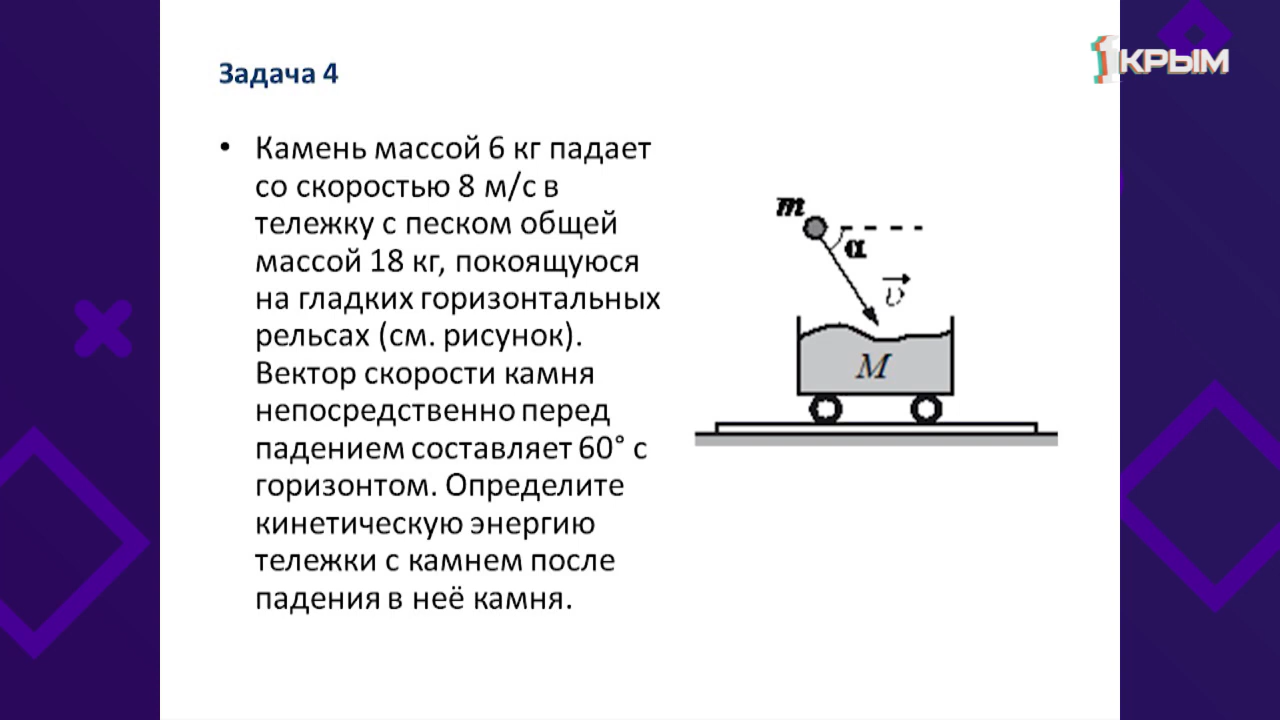 1КРЫМ
Задача 4
• Камень массой 6 кг падает
со скоростью 8 м/с в
тележку с песком общей
массой 18 кг, покоящуюся
на гладких горизонтальных
рельсах (см. рисунок).
Вектор скорости камня
непосредственно перед
падением составляет 60° с
горизонтом. Определите
кинетическую энергию
тележки с камнем после
падения в неё камня.
m
α
υ
M